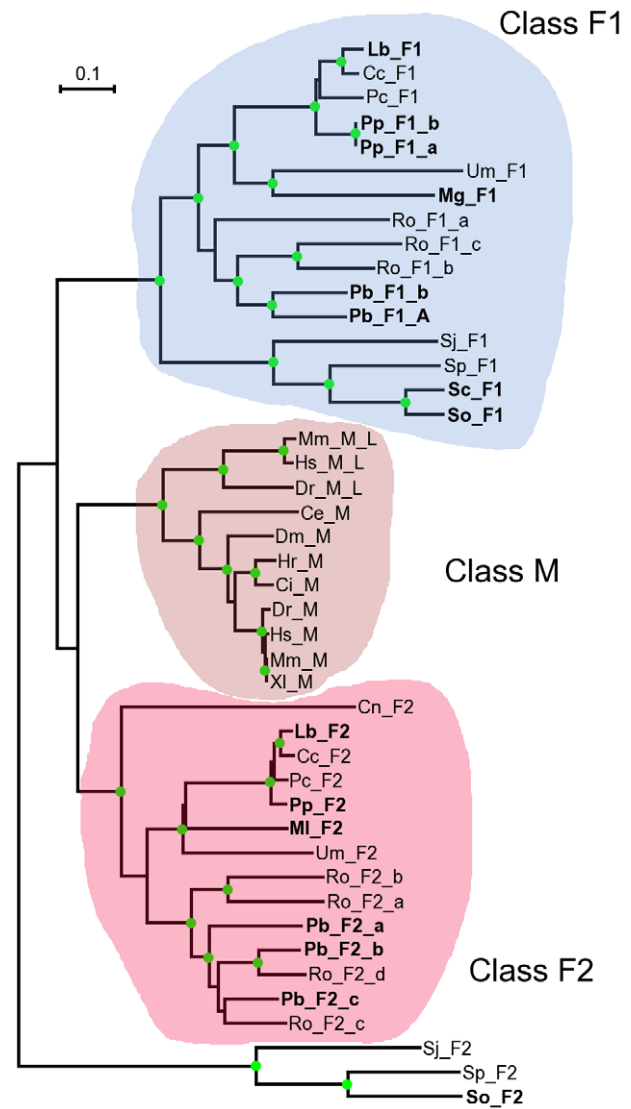 Class F1
Lb_F1
Cc_F1
0.1
Pc_F1
Pp_F1_b
Pp_F1_a
Um_F1
Mg_F1
Ro_F1_a
Ro_F1_c
Ro_F1_b
Pb_F1_b
Pb_F1_A
Sj_F1
Sp_F1
Sc_F1
So_F1
Mm_M_L
Hs_M_L
Dr_M_L
Ce_M
Dm_M
Hr_M
Class M
Ci_M
Dr_M
Hs_M
Mm_M
Xl_M
Cn_F2
Lb_F2
Cc_F2
Pc_F2
Pp_F2
Ml_F2
Um_F2
Ro_F2_b
Ro_F2_a
Pb_F2_a
Pb_F2_b
Class F2
Ro_F2_d
Pb_F2_c
Ro_F2_c
Sj_F2
Sp_F2
So_F2